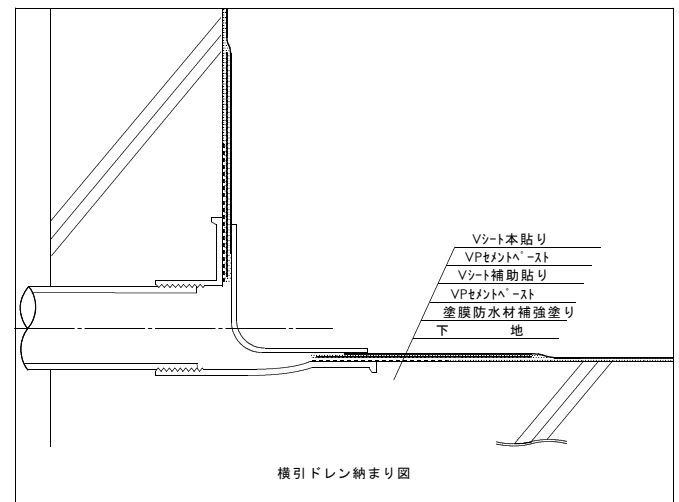 Vシート本貼り
VPセメントペースト
Vシート補助貼り
VPセメントペースト
塗膜防水材補強塗り
下 地
横引ドレン納まり図